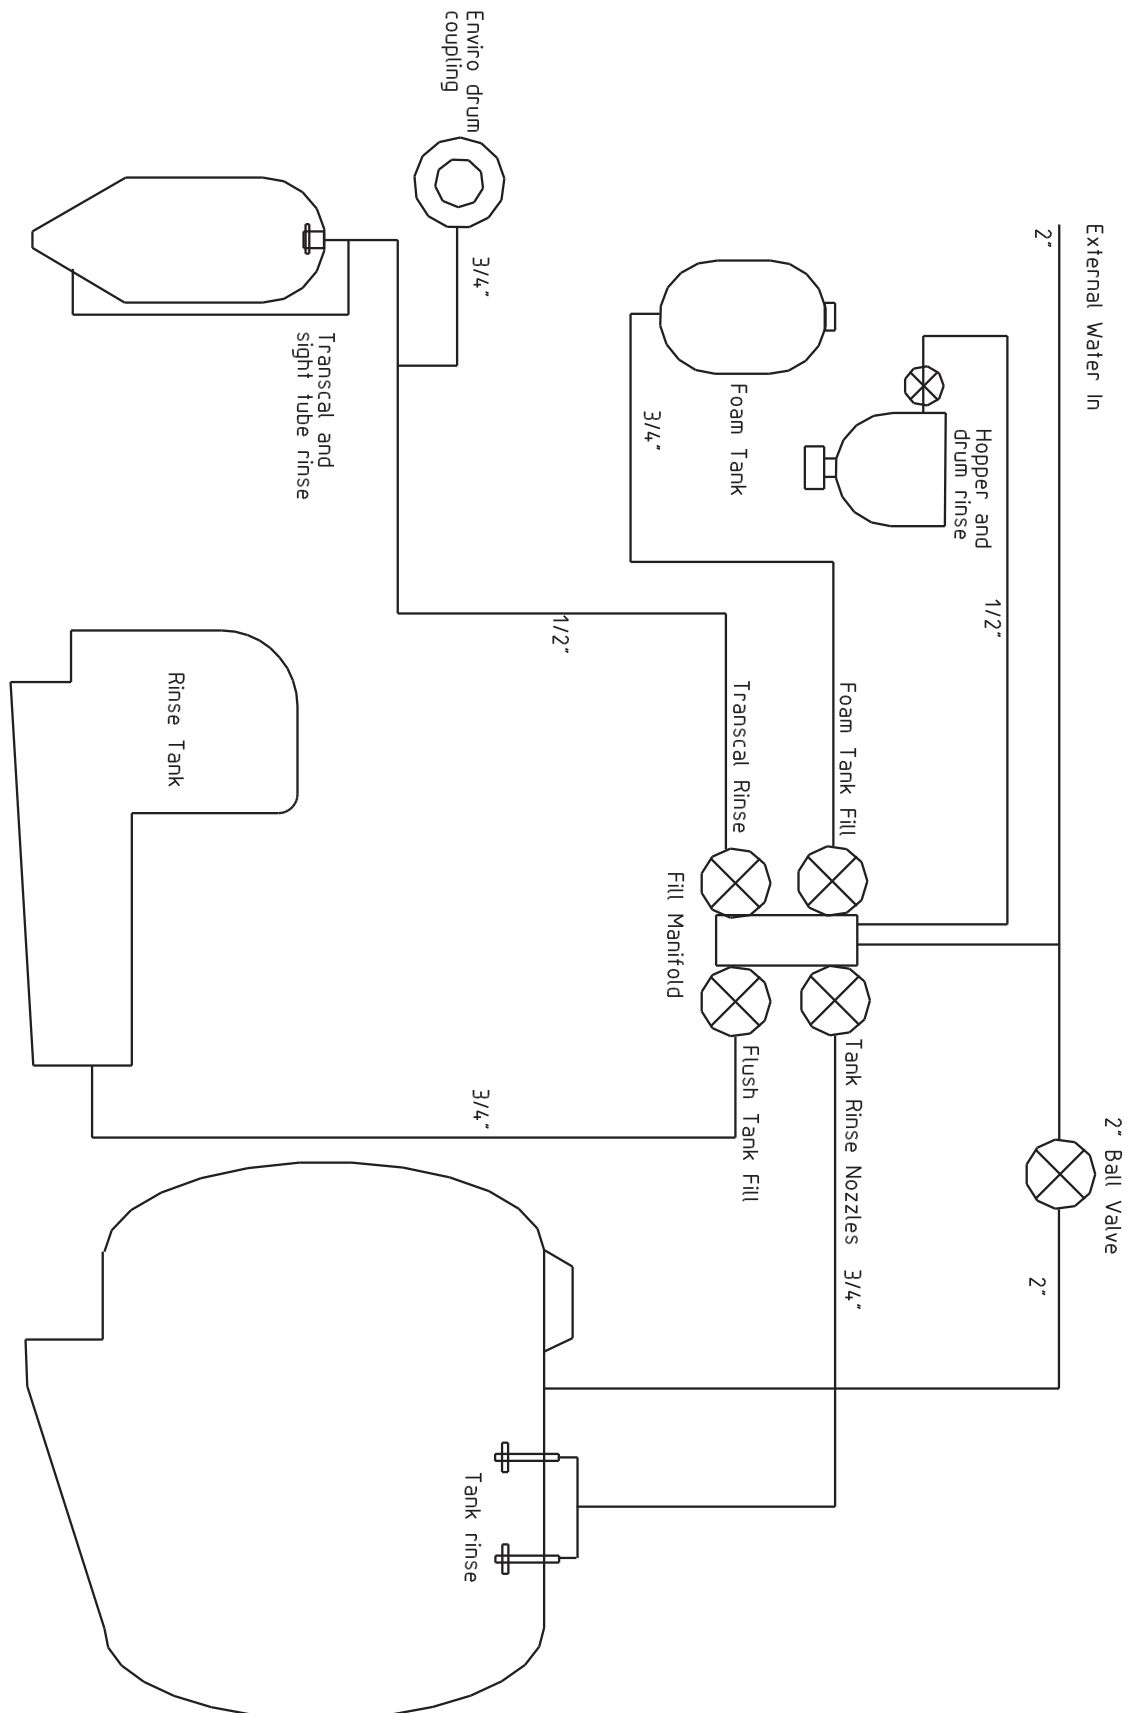 External Water In
2"
2" Ball Valve
2"
Hopper and
drum rinse
1/2"
Foam Tank
3/4"
Foam Tank Fill
Tank Rinse Nozzles 3/4"
Transcal Rinse
Flush Tank Fill
Fill Manifold
Enviro drum
coupling
3/4"
1/2"
3/4"
Transcal and
sight tube rinse
Rinse Tank
Tank rinse